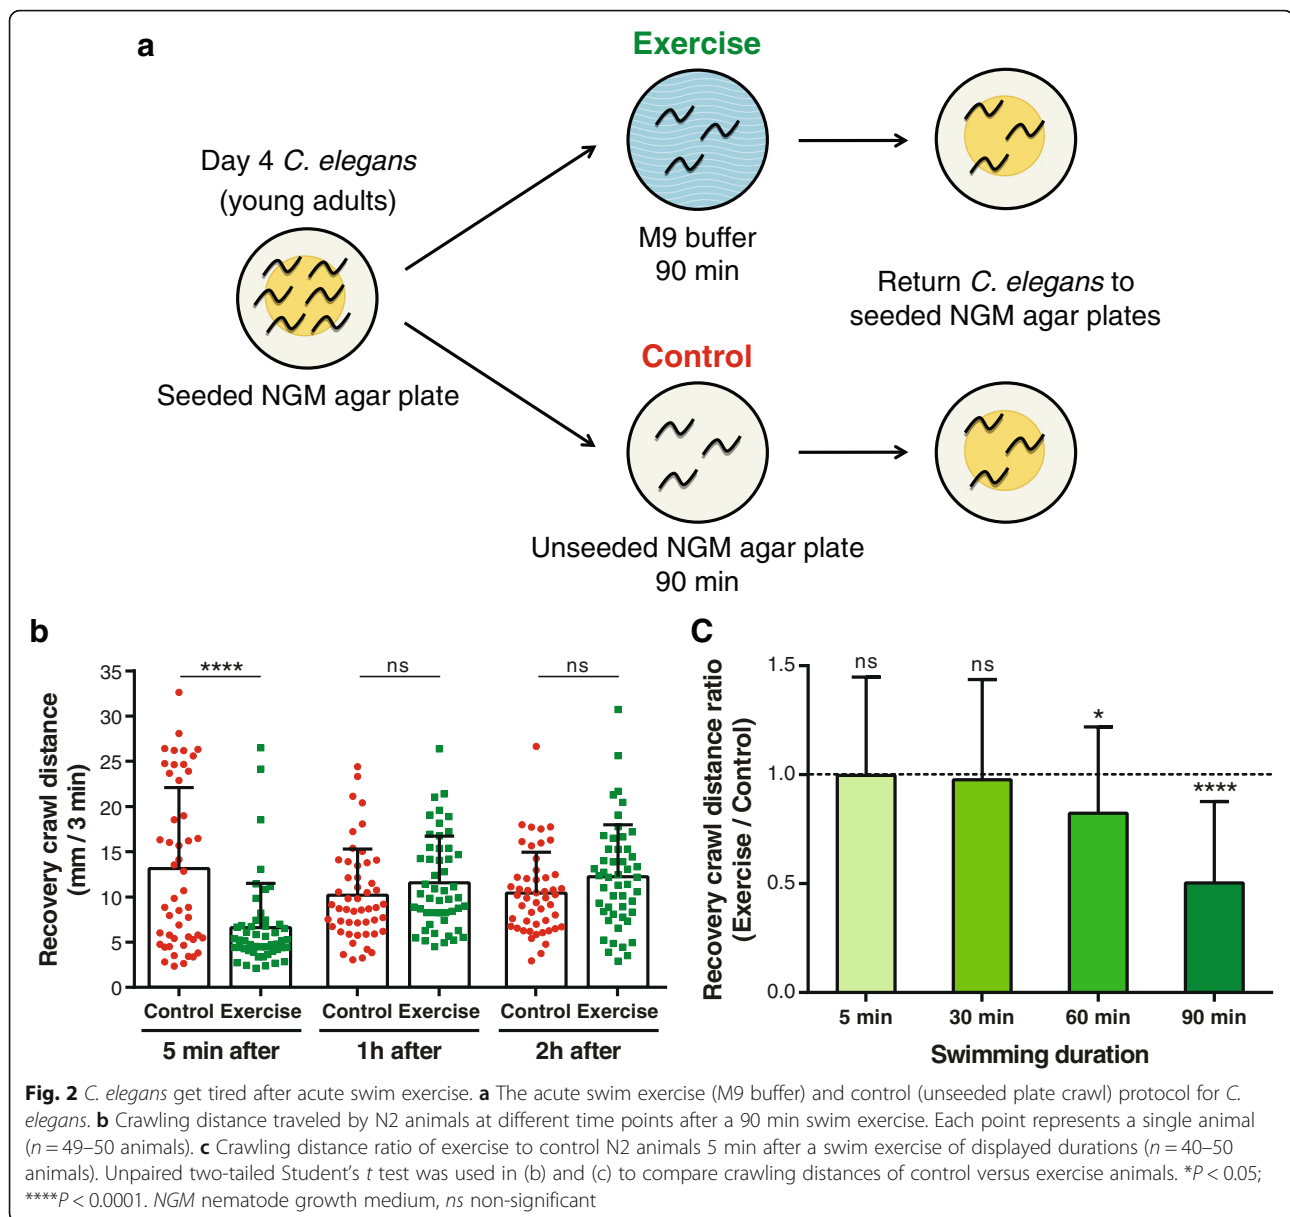 a
Exercise
Day 4 C. elegans
(young adults)
M9 buffer
90 min
Return C. elegans to
seeded NGM agar plates
Control
Seeded NGM agar plate
Unseeded NGM agar plate
90 min
b
Recovery crawl distance
(mm / 3 min)
35
30
25
20
15
10
5
0
****
ns
ns
Control Exercise
Control Exercise
Control Exercise
5 min after
1h after
2h after
C
Recovery crawl distance ratio
(Exercise / Control)
1.5
1.0
0.5
0.0
ns
ns
*
****
5 min
30 min
60 min
90 min
Swimming duration
Fig. 2 C. elegans get tired after acute swim exercise. a The acute swim exercise (M9 buffer) and control (unseeded plate crawl) protocol for C.
elegans. b Crawling distance traveled by N2 animals at different time points after a 90 min swim exercise. Each point represents a single animal
(n = 49–50 animals). c Crawling distance ratio of exercise to control N2 animals 5 min after a swim exercise of displayed durations (n = 40–50
animals). Unpaired two-tailed Student's t test was used in (b) and (c) to compare crawling distances of control versus exercise animals. *P < 0.05;
****P < 0.0001. NGM nematode growth medium, ns non-significant